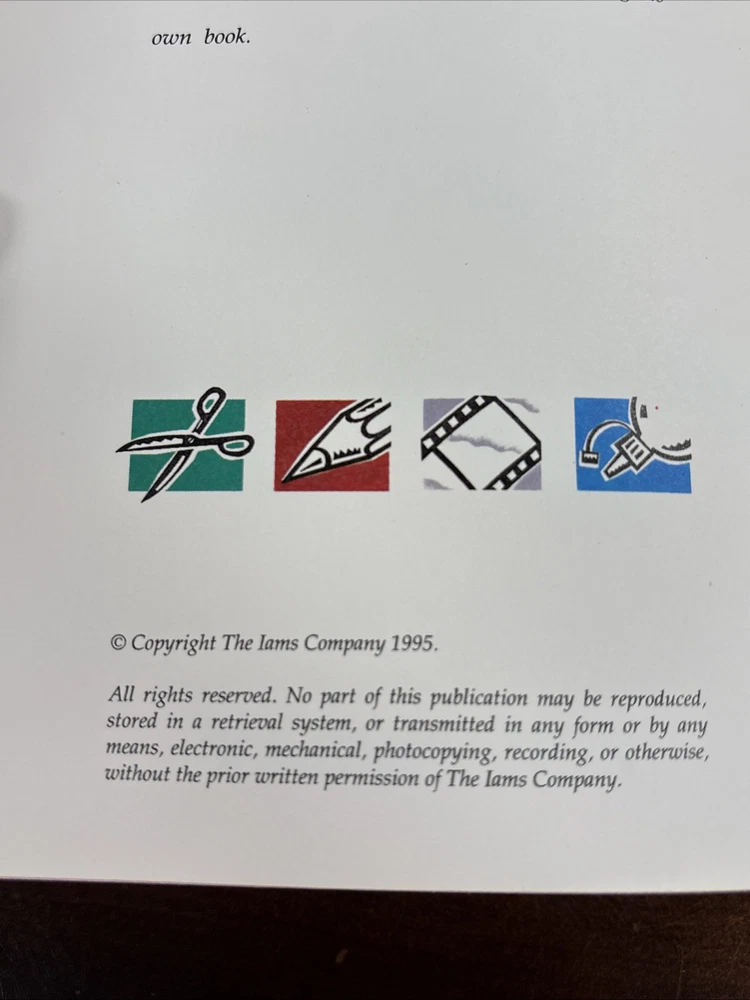 own book.
© Copyright The Iams Company 1995.
All rights reserved. No part of this publication may be reproduced,
stored in a retrieval system, or transmitted in any form or by any
means, electronic, mechanical, photocopying, recording, or otherwise,
without the prior written permission of The Iams Company.